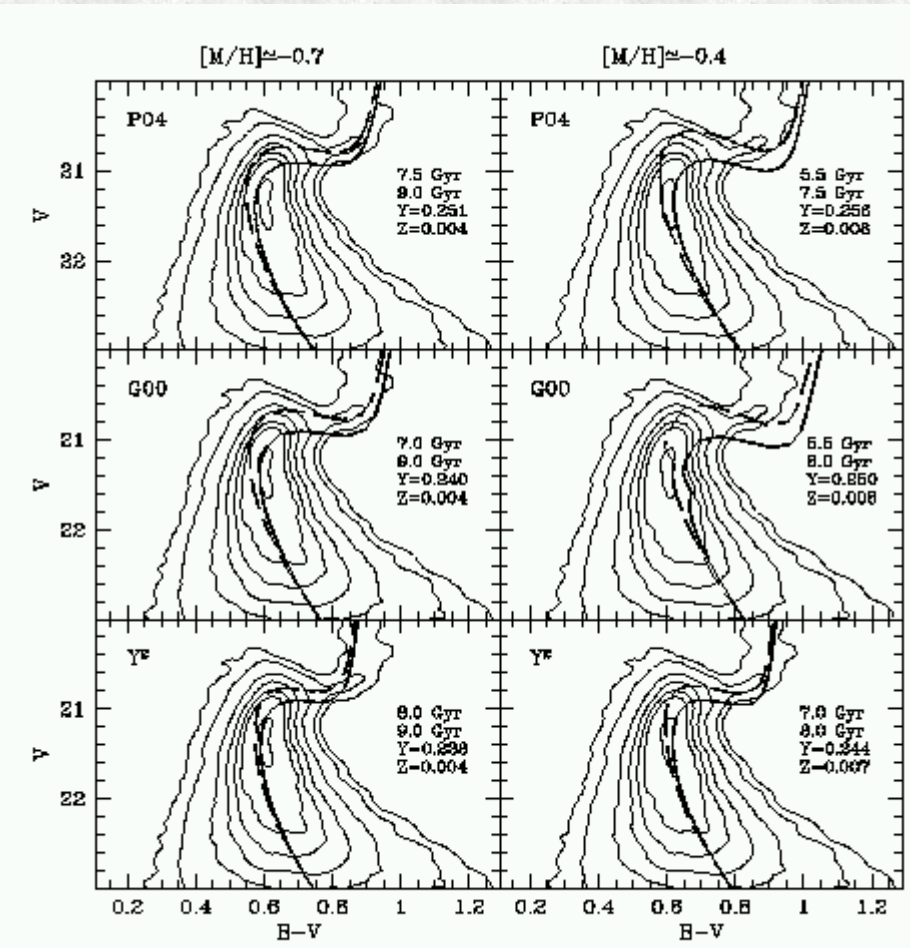 [M/H]≃−0.7
[M/H]≃−0.4
P04
7.5 Gyr
9.0 Gyr
Y=0.251
Z=0.004
P04
5.5 Gyr
7.5 Gyr
Y=0.256
Z=0.008
V
21
22
G00
7.0 Gyr
9.0 Gyr
Y=0.240
Z=0.004
G00
Y=0.250
Z=0.008
V
21
22
Y²
8.0 Gyr
9.0 Gyr
Z=0.004
Y²
7.0 Gyr
8.0 Gyr
Y=0.244
Z=0.007
V
21
22
0.2 0.4 0.6 0.8 1 1.2
0.2 0.4 0.6 0.8 1 1.2
B−V
B−V